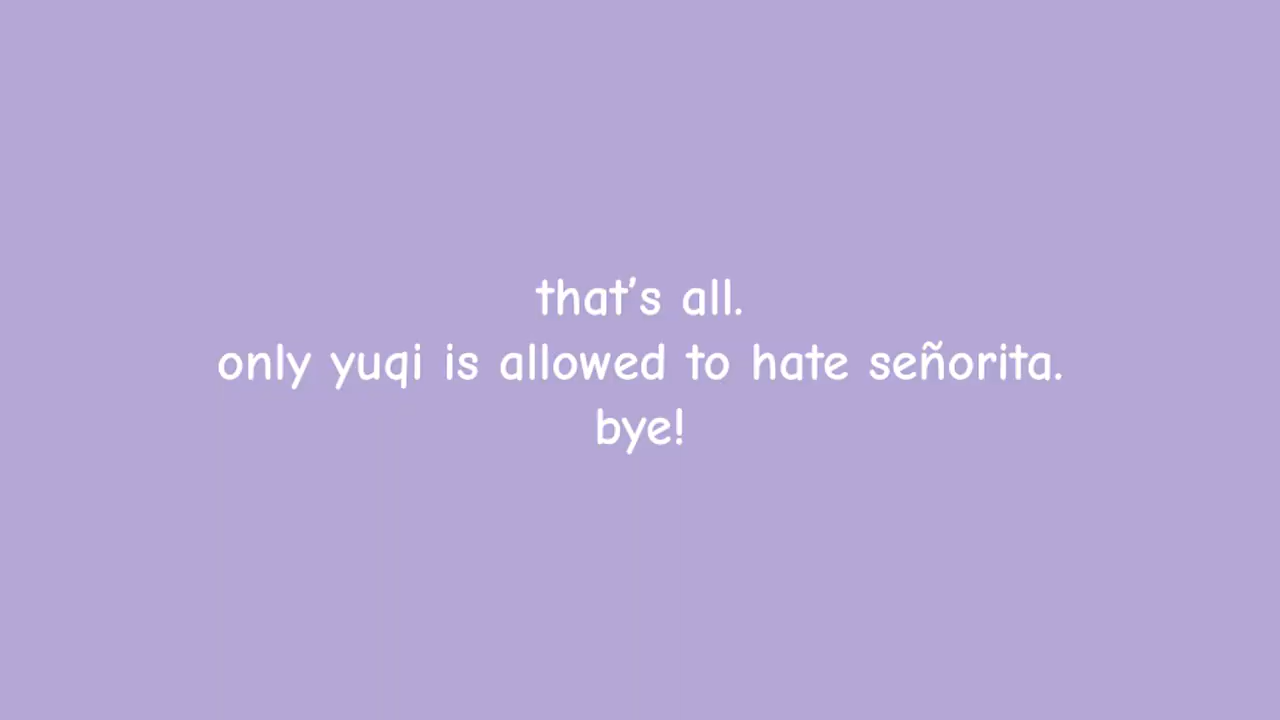 that’s all.
only yuqi is allowed to hate señorita.
bye!